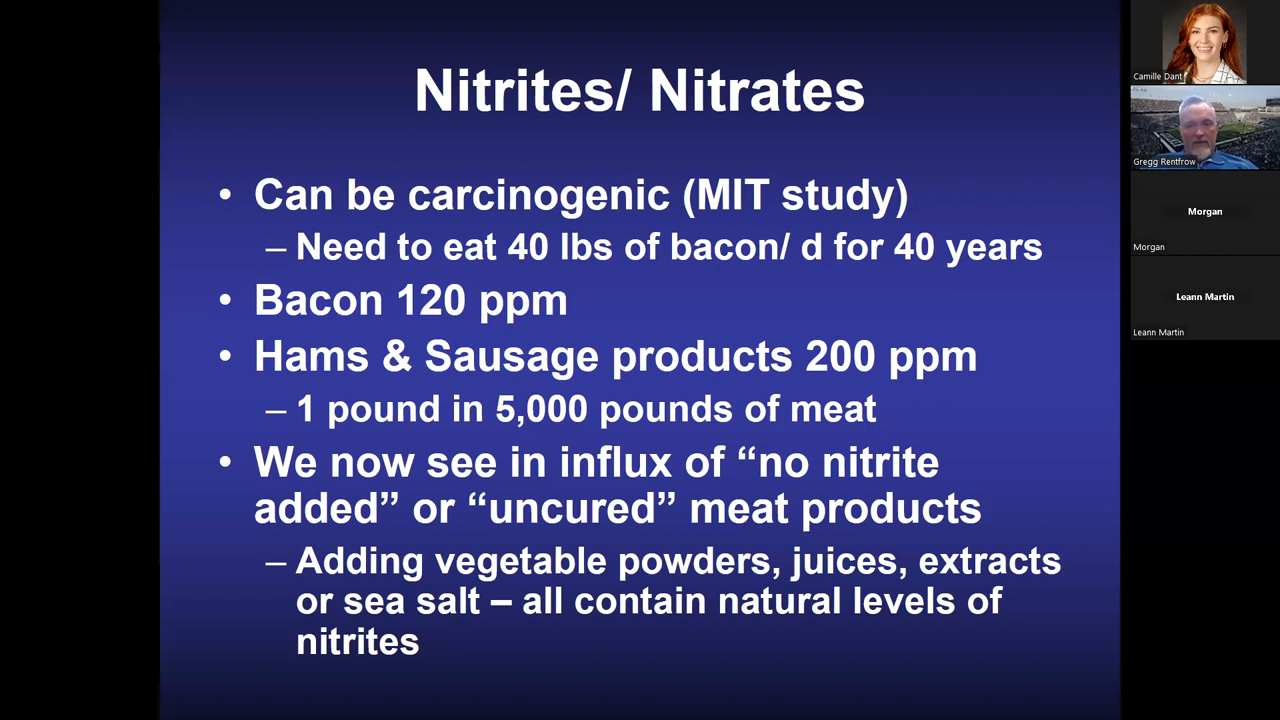 Nitrites/ Nitrates
• Can be carcinogenic (MIT study)
– Need to eat 40 lbs of bacon/ d for 40 years
• Bacon 120 ppm
• Hams & Sausage products 200 ppm
– 1 pound in 5,000 pounds of meat
• We now see in influx of “no nitrite
added” or “uncured” meat products
– Adding vegetable powders, juices, extracts
or sea salt – all contain natural levels of
nitrites
Camille Dant
Gregg Rentfrow
Morgan
Morgan
Leann Martin
Leann Martin